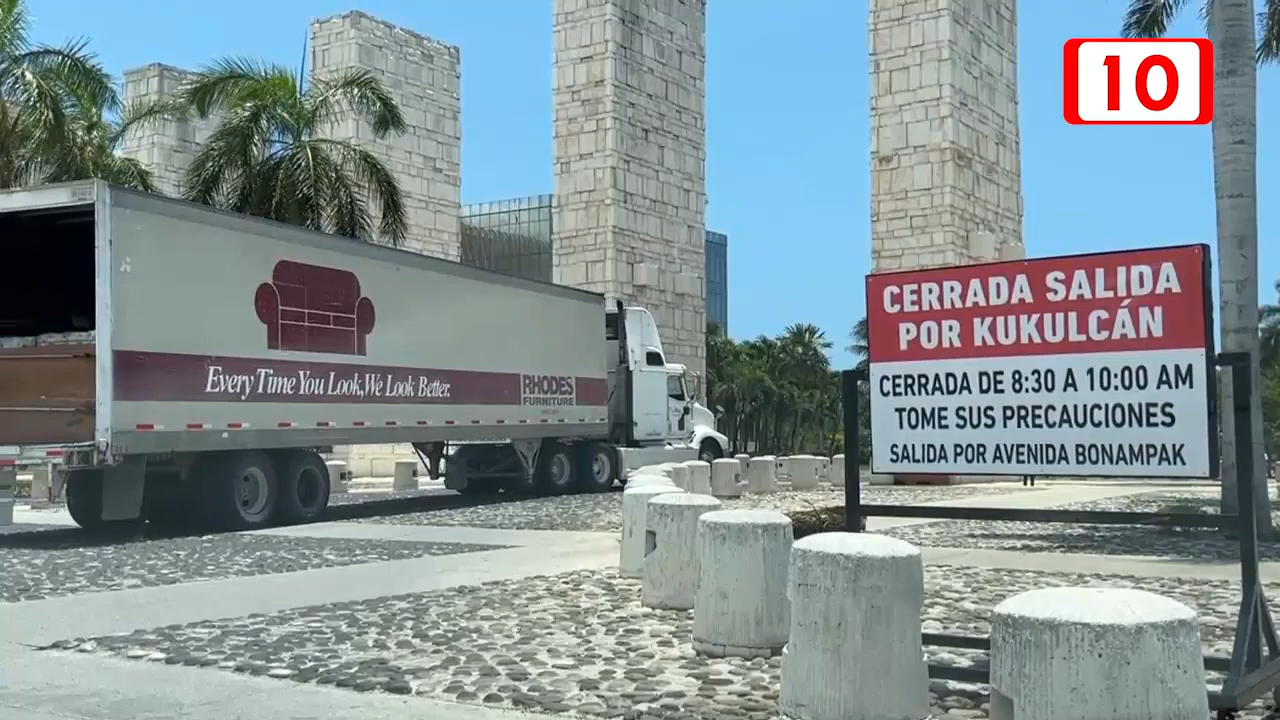 10
CERRADA SALIDA
POR KUKULCÁN
CERRADA DE 8:30 A 10:00 AM
TOME SUS PRECAUCIONES
SALIDA POR AVENIDA BONAMPAK
Every Time You Look, We Look Better.
RHODES
FURNITURE